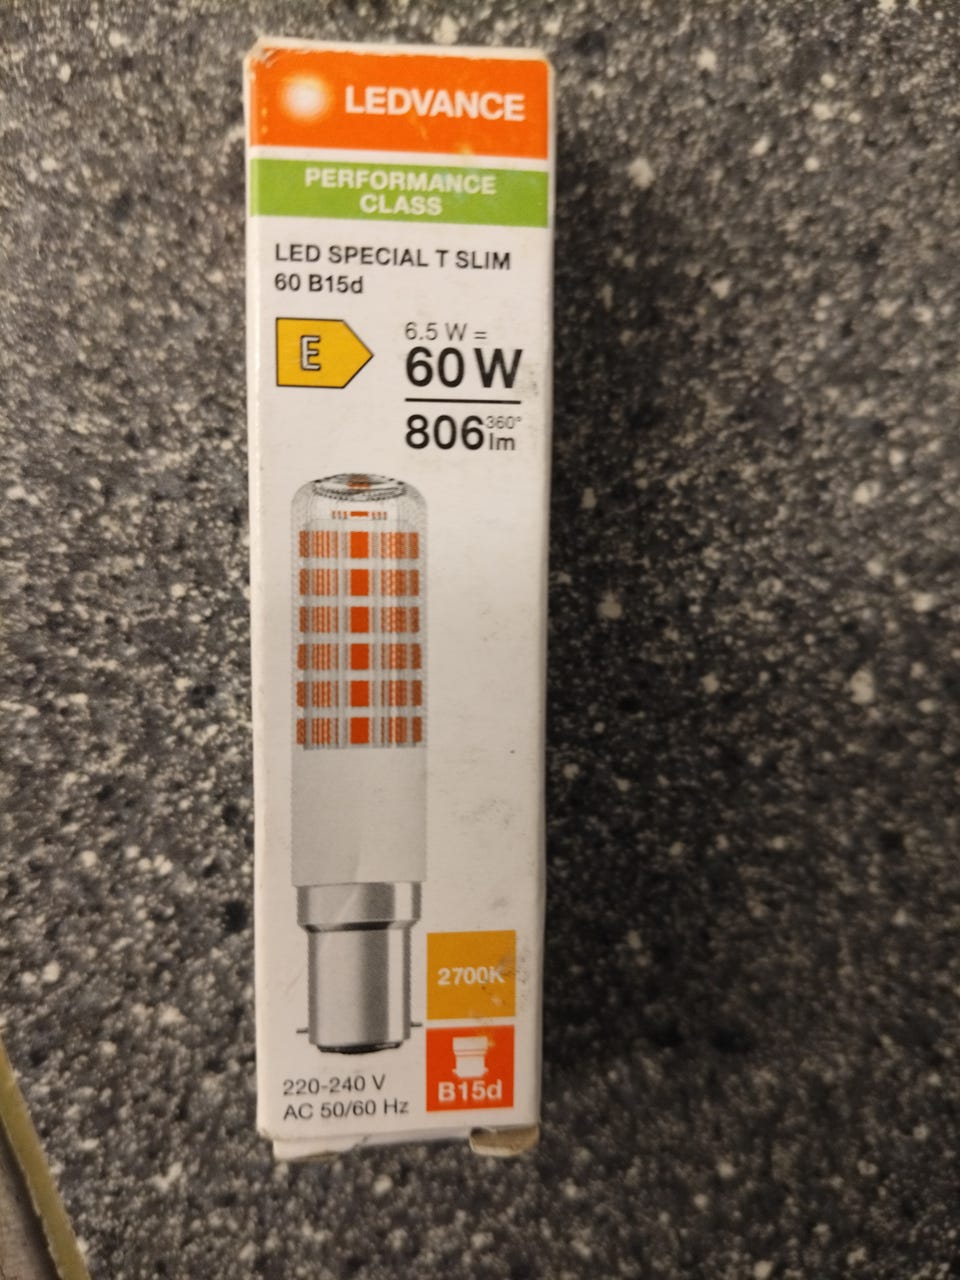 LEDVANCE
PERFORMANCE
CLASS
LED SPECIAL T SLIM
60 B15d
E
6.5 W =
60 W
806 360° lm
2700K
B15d
220-240 V
AC 50/60 Hz